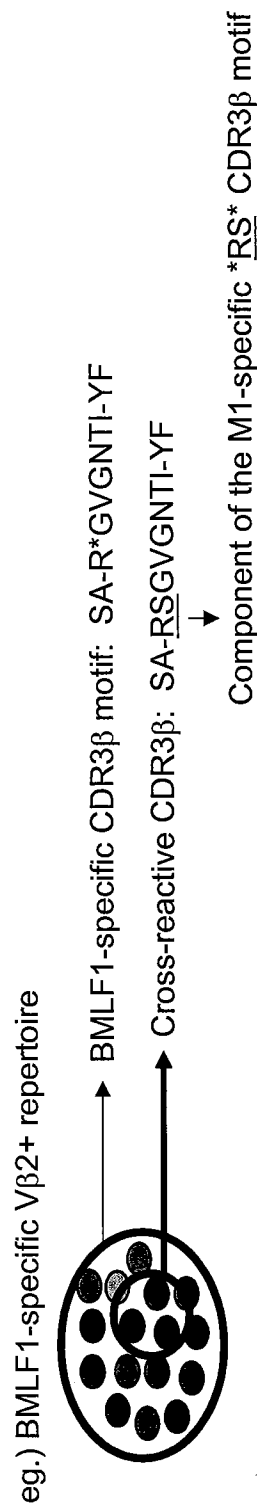 eg.) BMLF1-specific Vβ2+ repertoire
BMLF1-specific CDR3β motif: SA-R*GVGNTI-YF
Cross-reactive CDR3β: SA-RSGVGNTI-YF
Component of the M1-specific *RS* CDR3β motif